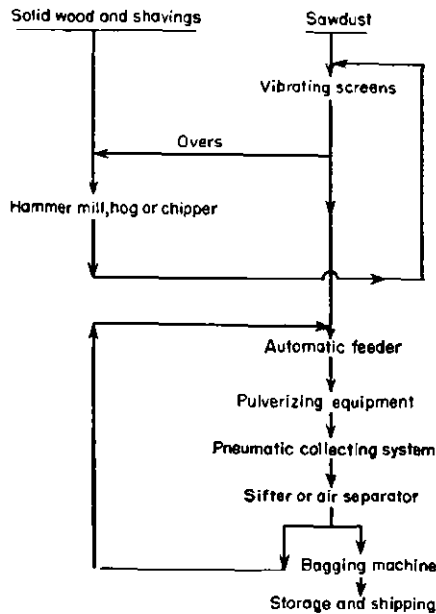 Solid wood and shavings
Sawdust
Vibrating screens
Overs
Hammer mill, hog or chipper
Automatic feeder
Pulverizing equipment
Pneumatic collecting system
Sifter or air separator
Bagging machine
Storage and shipping